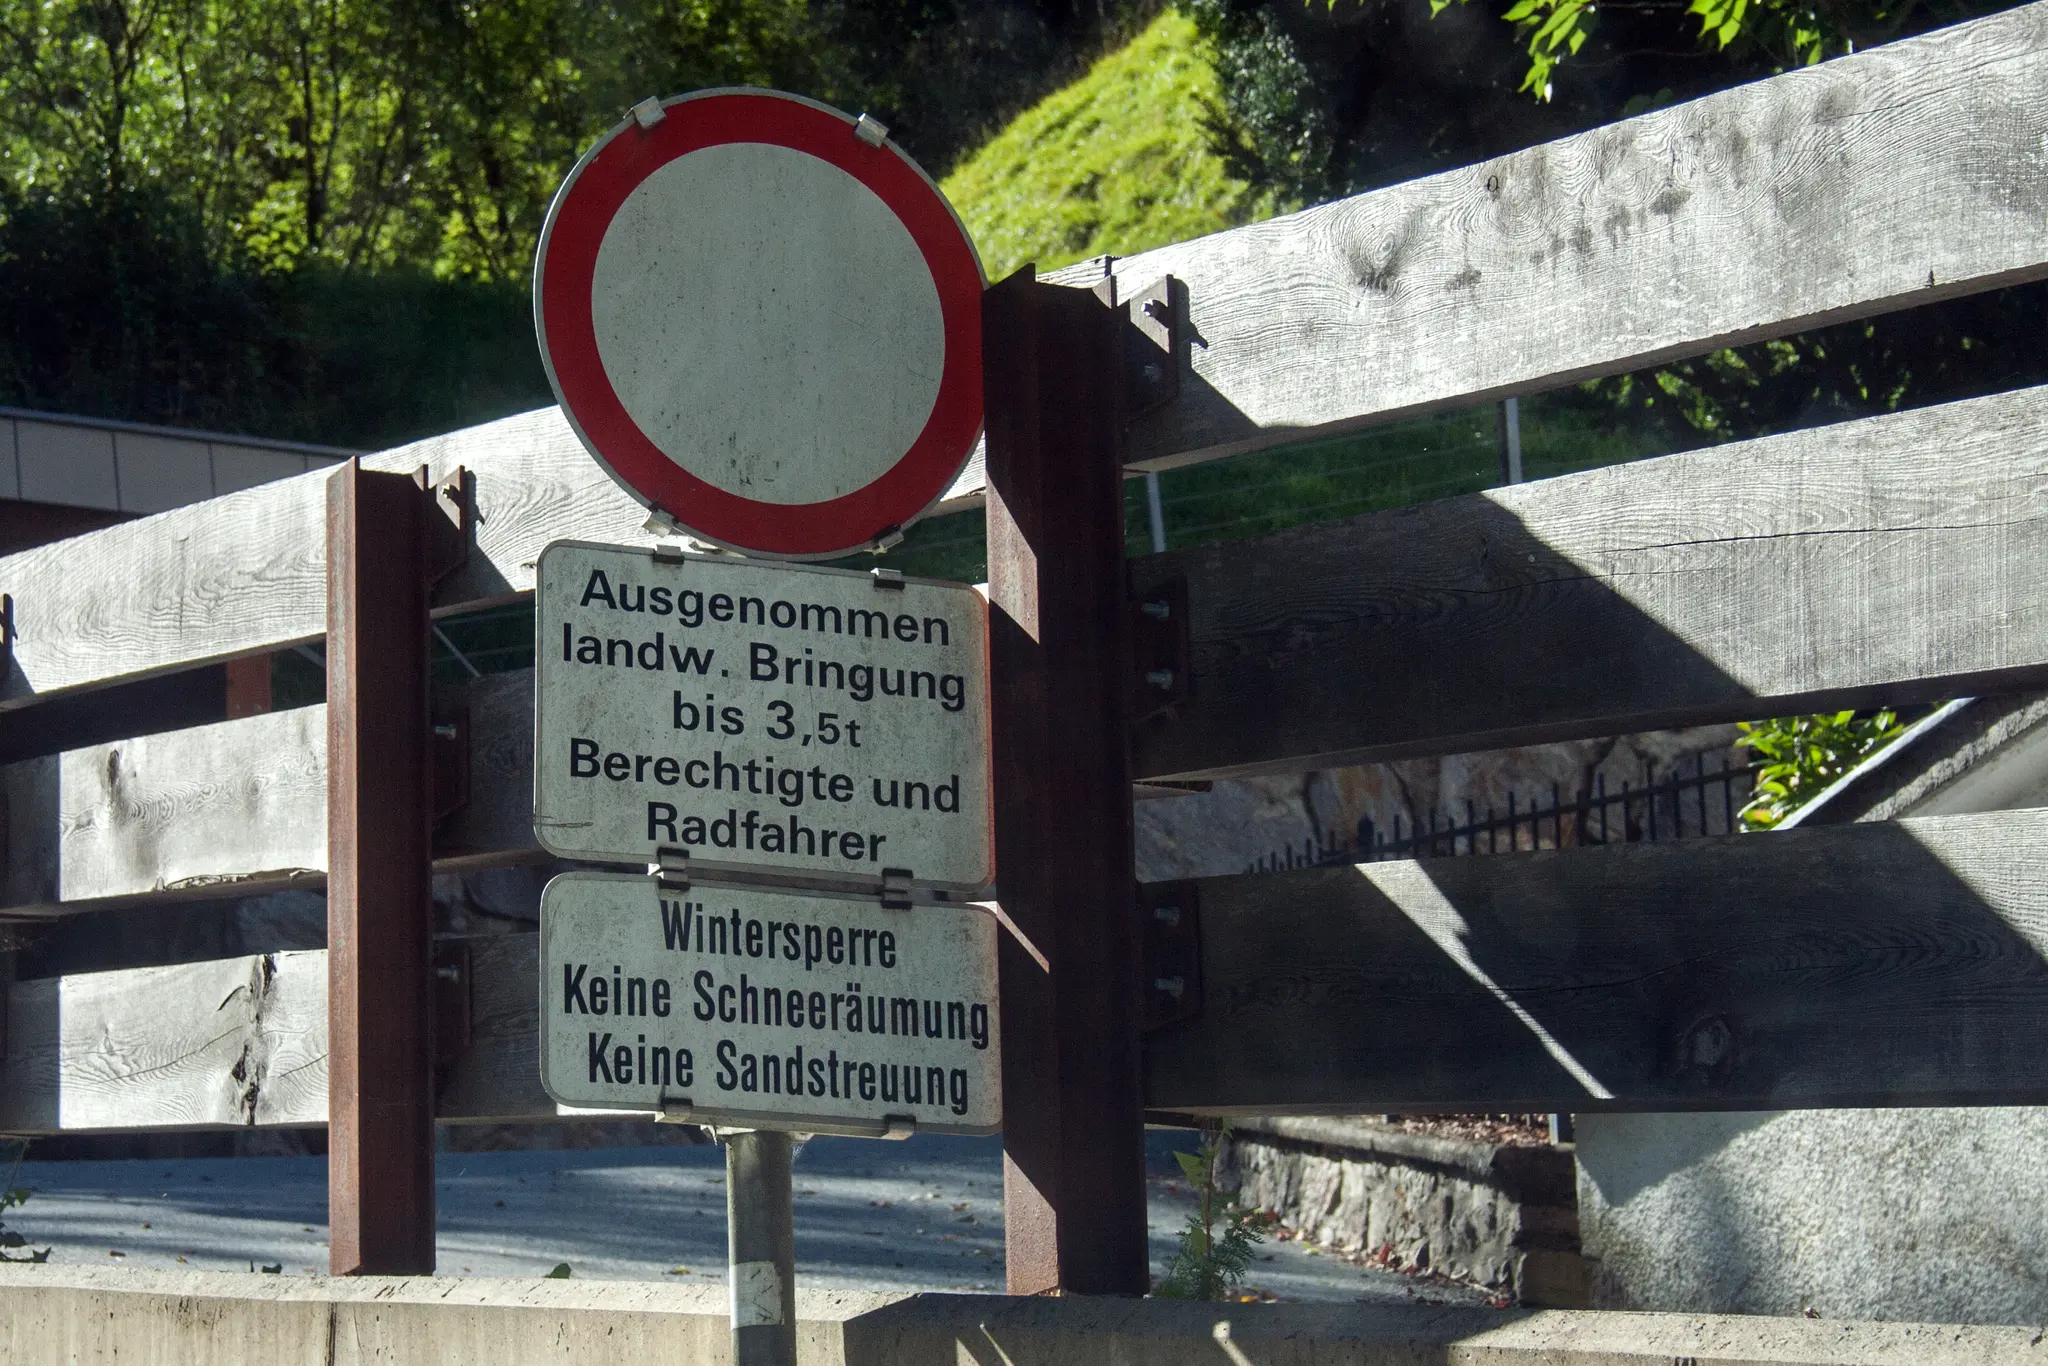 Ausgenommen
landw. Bringung
bis 3,5t
Berechtigte und
Radfahrer
Wintersperre
Keine Schneeräumung
Keine Sandstreuung